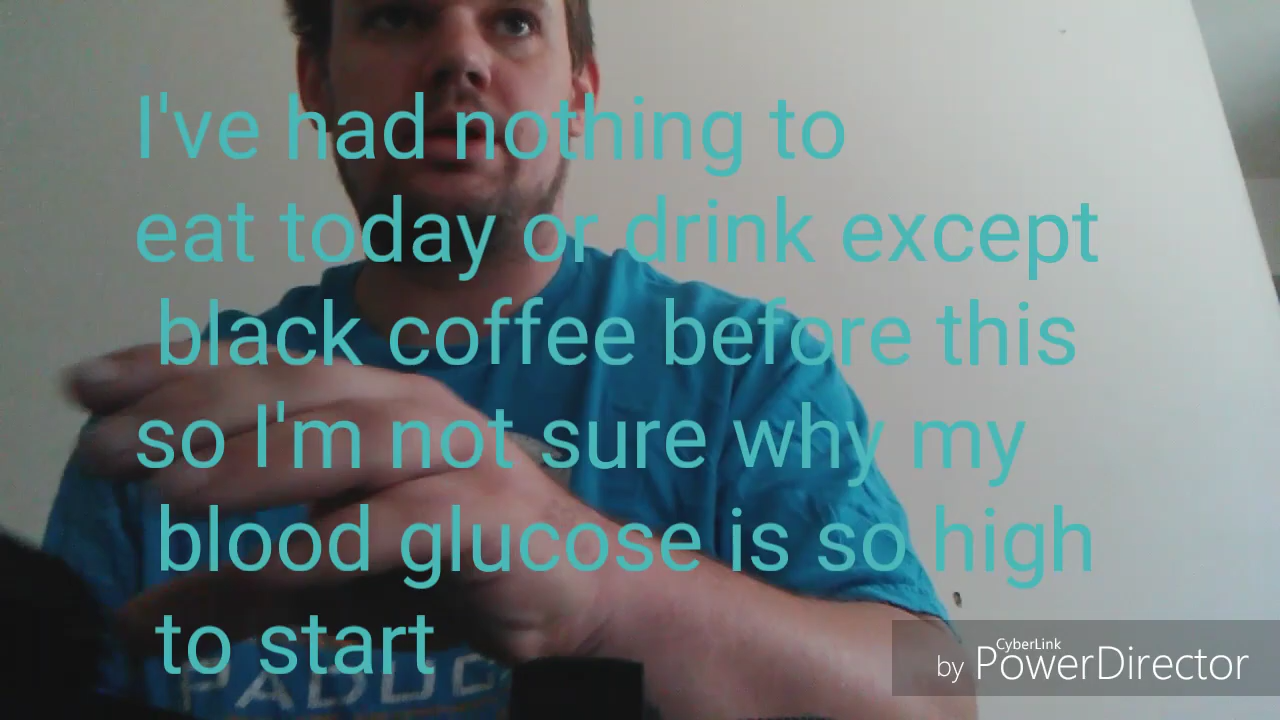 I've had nothing to
eat today or drink except
black coffee before this
so I'm not sure why my
blood glucose is so high
to start
PADUC
CyberLink
by PowerDirector